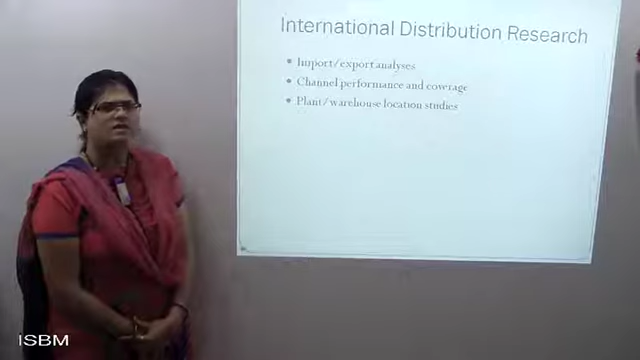 International Distribution Research
• Import/export analyses
• Channel performance and coverage
• Plant/warehouse location studies
ISBM